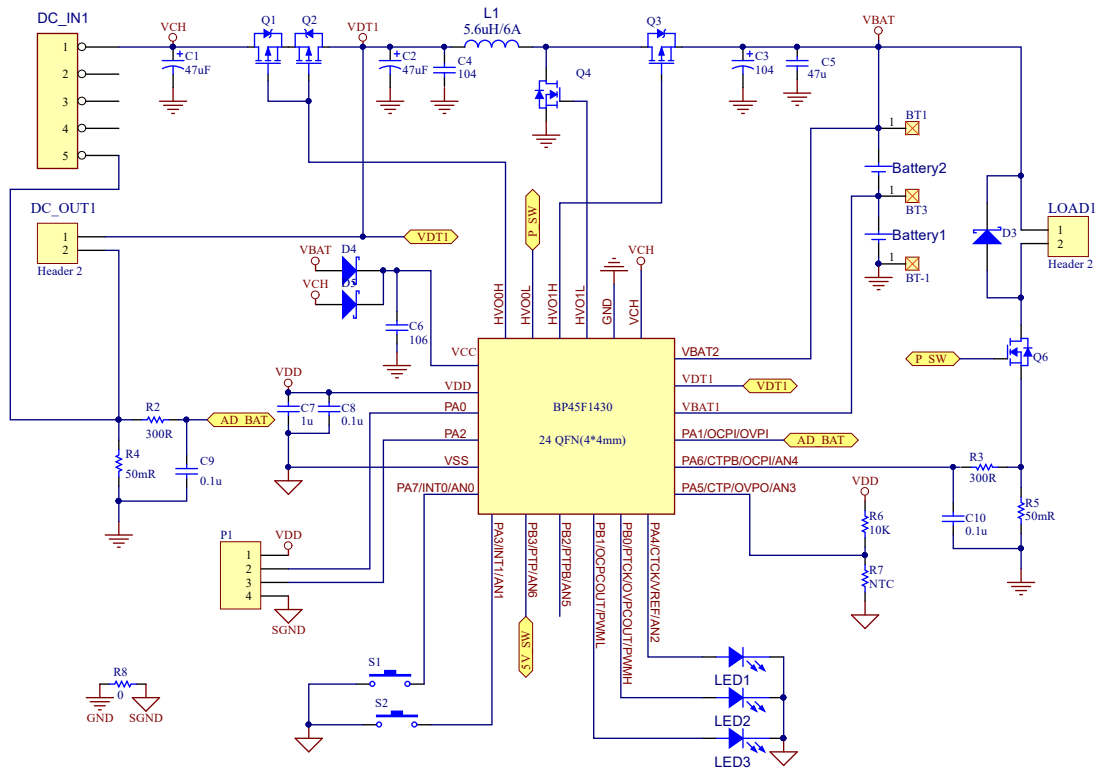 DC_IN1
1
2
3
4
5
VCH
C1
47uF
Q1
Q2
VDT1
C2
47uF
C4
104
L1
5.6uH/6A
Q4
Q3
C3
104
C5
47u
VBAT
1
BT1
Battery2
1
BT3
Battery1
1
BT-1
D3
LOAD1
1
2
Header 2
DC_OUT1
1
2
Header 2
VDT1
VBAT
D4
VCH
D5
C6
106
P_SW
VCH
HVO0H
HVO0L
HVO1H
HVO1L
GND
VCH
VCC
VDD
PA0
PA2
VSS
PA7/INT0/AN0
BP45F1430
24 QFN(4*4mm)
VBAT2
VDT1
VBAT1
PA1/OCPI/OVPI
PA6/CTPB/OCPI/AN4
PA5/CTP/OVPO/AN3
VDT1
AD_BAT
P_SW
Q6
VDD
C7
1u
C8
0.1u
R2
300R
AD_BAT
R4
50mR
C9
0.1u
R3
300R
R5
50mR
C10
0.1u
VDD
R6
10K
R7
NTC
P1
1
2
3
4
VDD
SGND
PA3/INT1/AN1
PB3/PTP/AN6
PB2/PTPB/AN5
PB1/OCPCOUT/PWML
PB0/PTCK/OVPCOUT/PWMH
PA4/CTCK/VREF/AN2
5V_SW
S1
S2
LED1
LED2
LED3
R8
0
GND
SGND